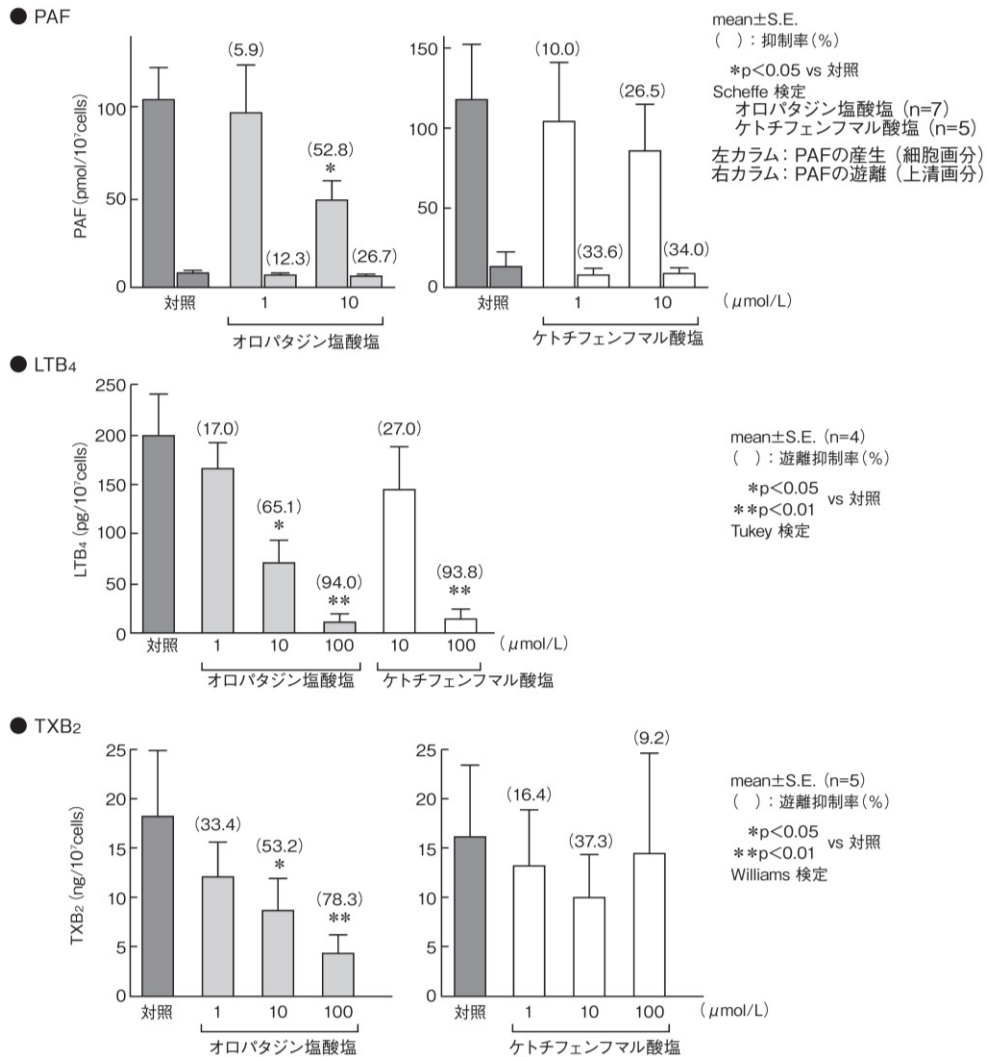 ● PAF
mean±S.E.
（　）：抑制率（%）
＊p＜0.05 vs 対照
Scheffe 検定
オロパタジン塩酸塩（n=7）
ケトチフェンフマル酸塩（n=5）
左カラム：PAFの産生（細胞画分）
右カラム：PAFの遊離（上清画分）
PAF（pmol/10⁷cells）
100
50
0
（5.9）
（52.8）
＊
（12.3）
（26.7）
対照 1 10
オロパタジン塩酸塩
150
100
50
0
（10.0）
（26.5）
（33.6）
（34.0）
対照 1 10 （μmol/L）
ケトチフェンフマル酸塩
● LTB₄
LTB₄（pg/10⁷cells）
250
200
150
100
50
0
（17.0）
（65.1）
＊
（94.0）
＊＊
（27.0）
（93.8）
＊＊
対照 1 10 100 10 100 （μmol/L）
オロパタジン塩酸塩 ケトチフェンフマル酸塩
mean±S.E.（n=4）
（　）：遊離抑制率（%）
＊p＜0.05
＊＊p＜0.01
vs 対照
Tukey 検定
● TXB₂
TXB₂（ng/10⁷cells）
25
20
15
10
5
0
（33.4）
（53.2）
＊
（78.3）
＊＊
対照 1 10 100
オロパタジン塩酸塩
25
20
15
10
5
0
（16.4）
（37.3）
（9.2）
対照 1 10 100 （μmol/L）
ケトチフェンフマル酸塩
mean±S.E.（n=5）
（　）：遊離抑制率（%）
＊p＜0.05
＊＊p＜0.01
vs 対照
Williams 検定